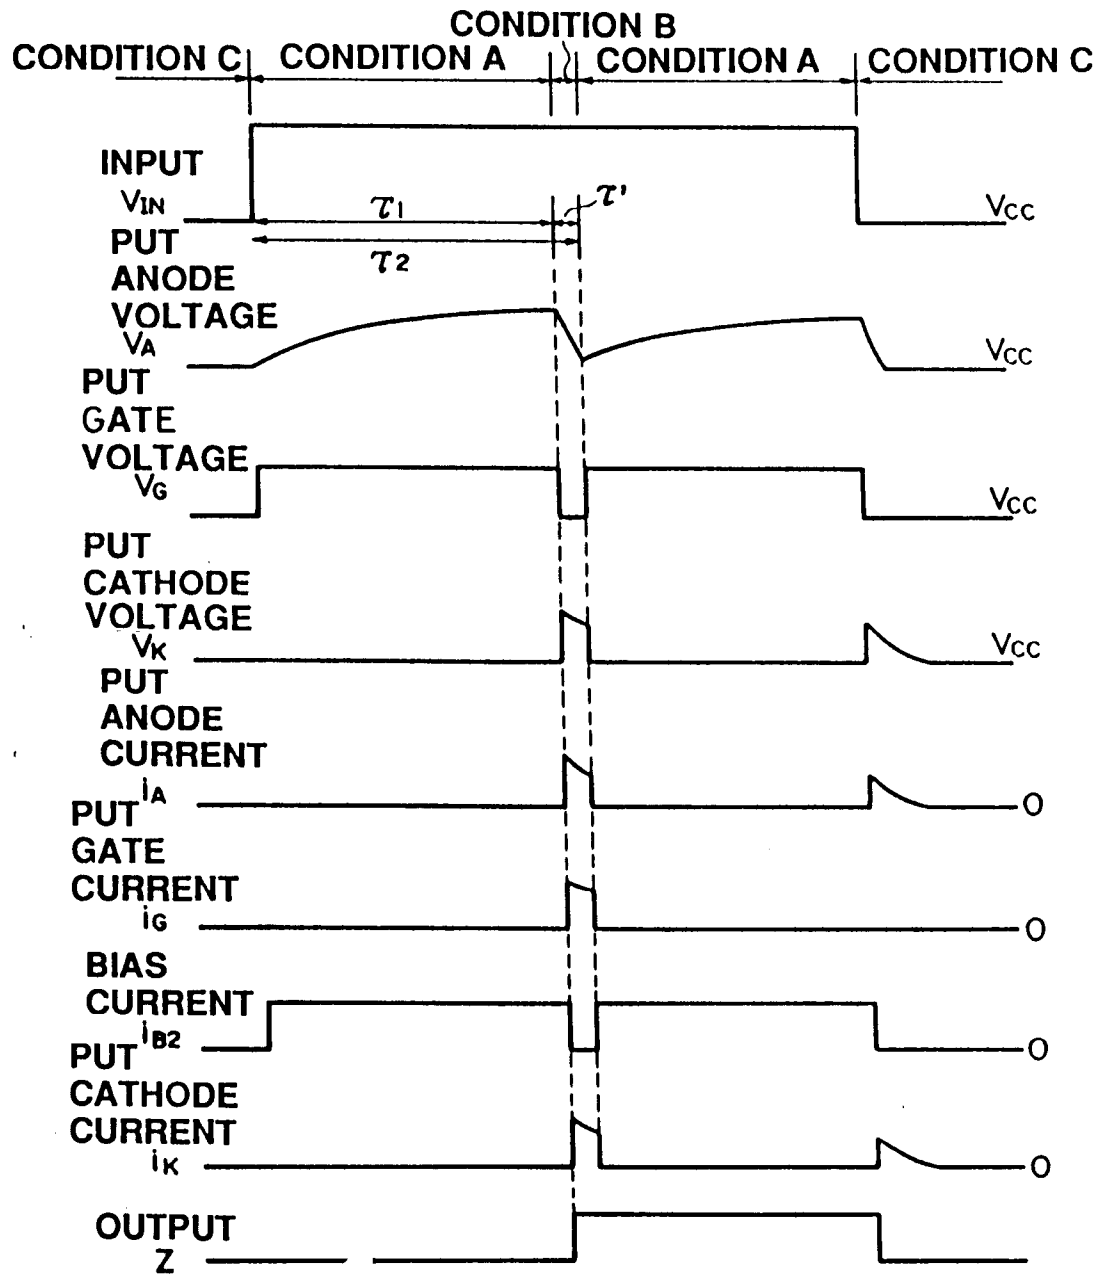 CONDITION B
CONDITION C CONDITION A CONDITION A CONDITION C
INPUT
VIN
τ1
τ'
VCC
τ2
PUT
ANODE
VOLTAGE
VA
VCC
PUT
GATE
VOLTAGE
VG
VCC
PUT
CATHODE
VOLTAGE
VK
VCC
PUT
ANODE
CURRENT
iA
O
PUT
GATE
CURRENT
iG
O
BIAS
CURRENT
iB2
O
PUT
CATHODE
CURRENT
iK
O
OUTPUT
Z